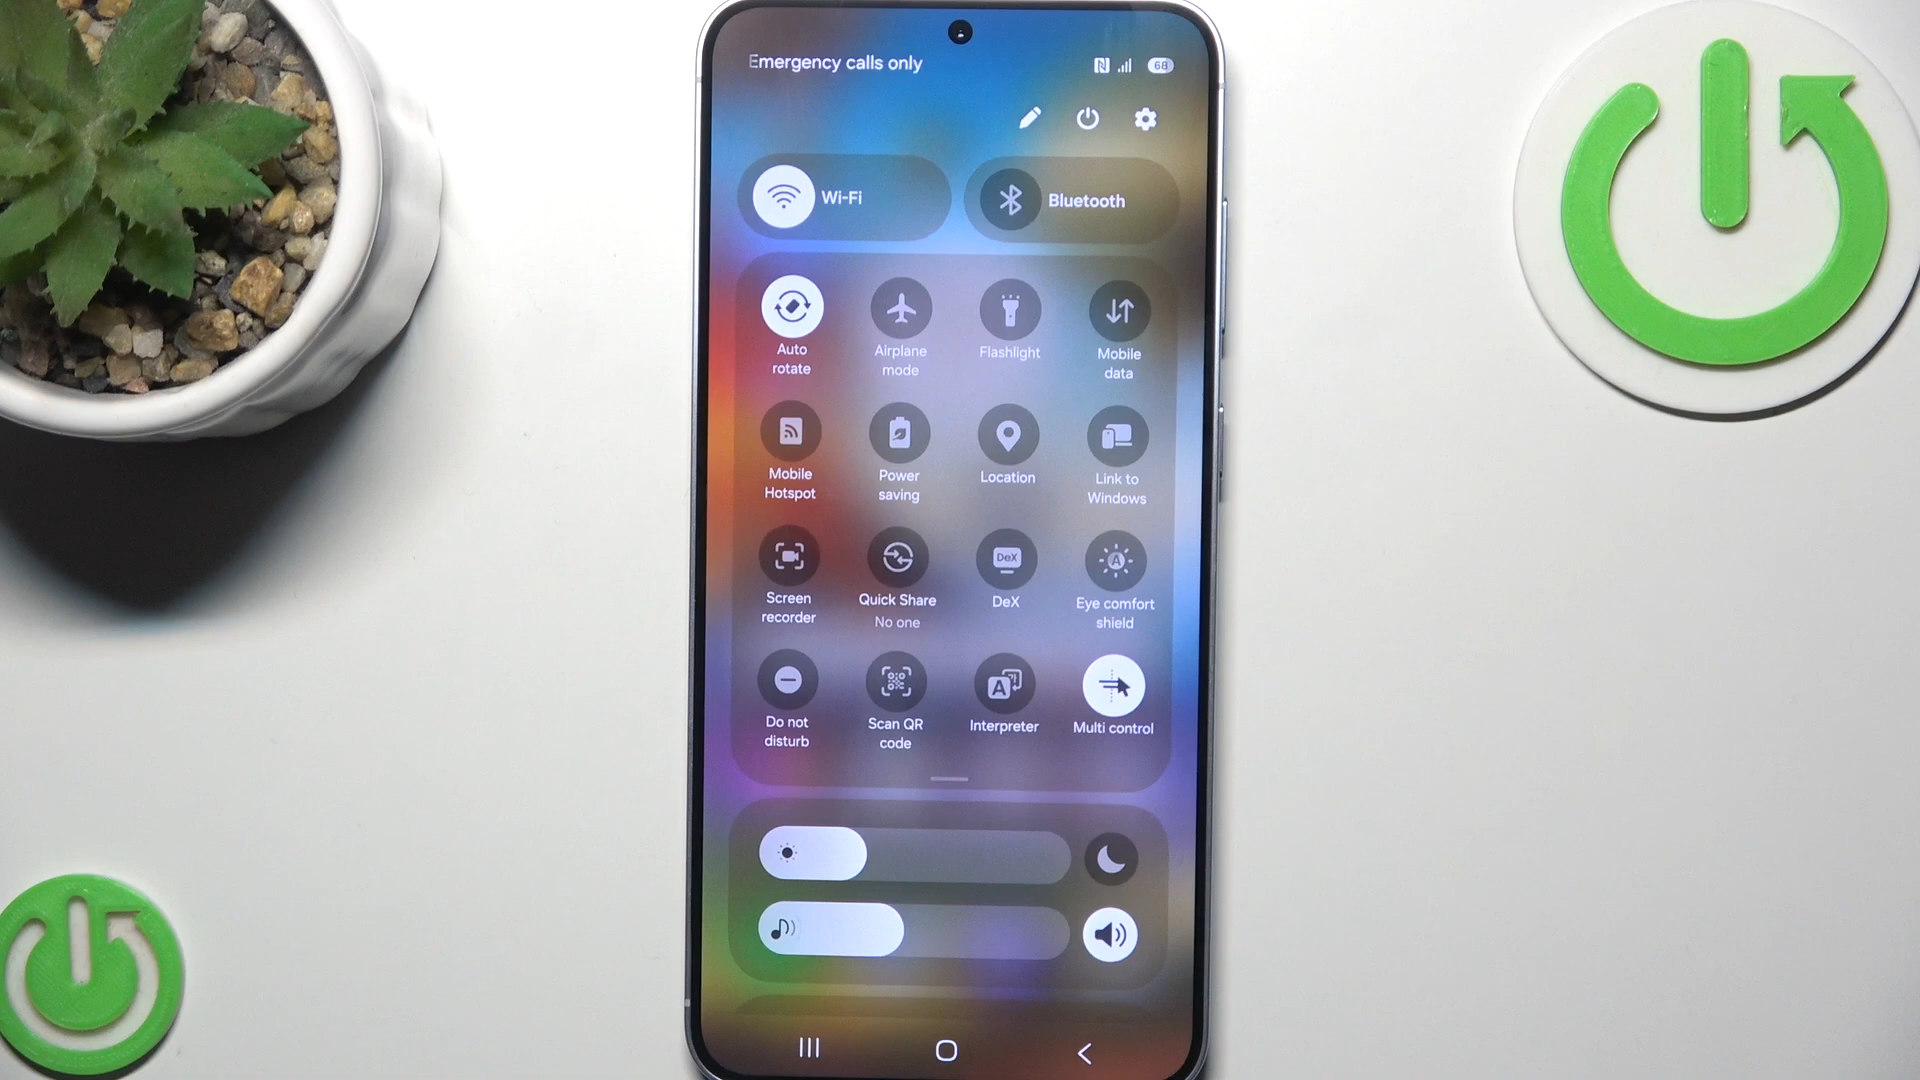 Emergency calls only
68
Wi-Fi
Bluetooth
Auto
rotate
Airplane
mode
Flashlight
Mobile
data
Mobile
Hotspot
Power
saving
Location
Link to
Windows
Screen
recorder
Quick Share
No one
DeX
DeX
Eye comfort
shield
A
Do not
disturb
Scan QR
code
A
Interpreter
Multi control